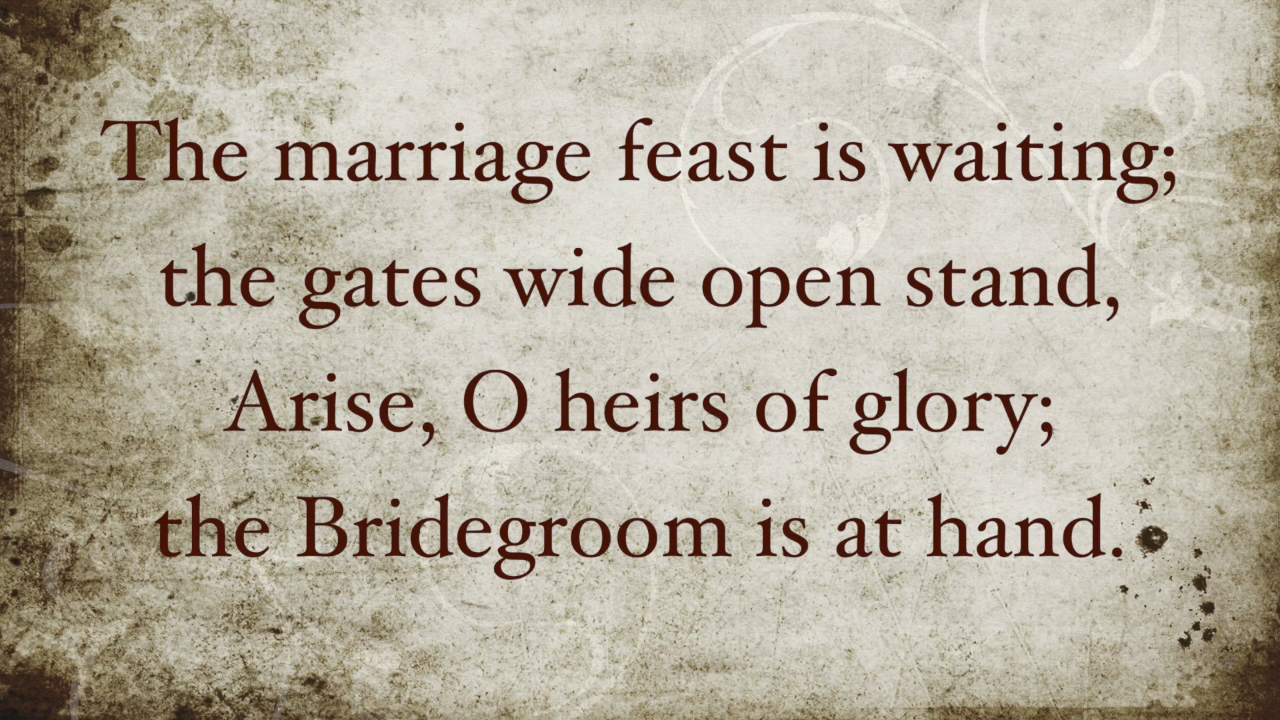 The marriage feast is waiting;
the gates wide open stand,
Arise, O heirs of glory;
the Bridegroom is at hand.